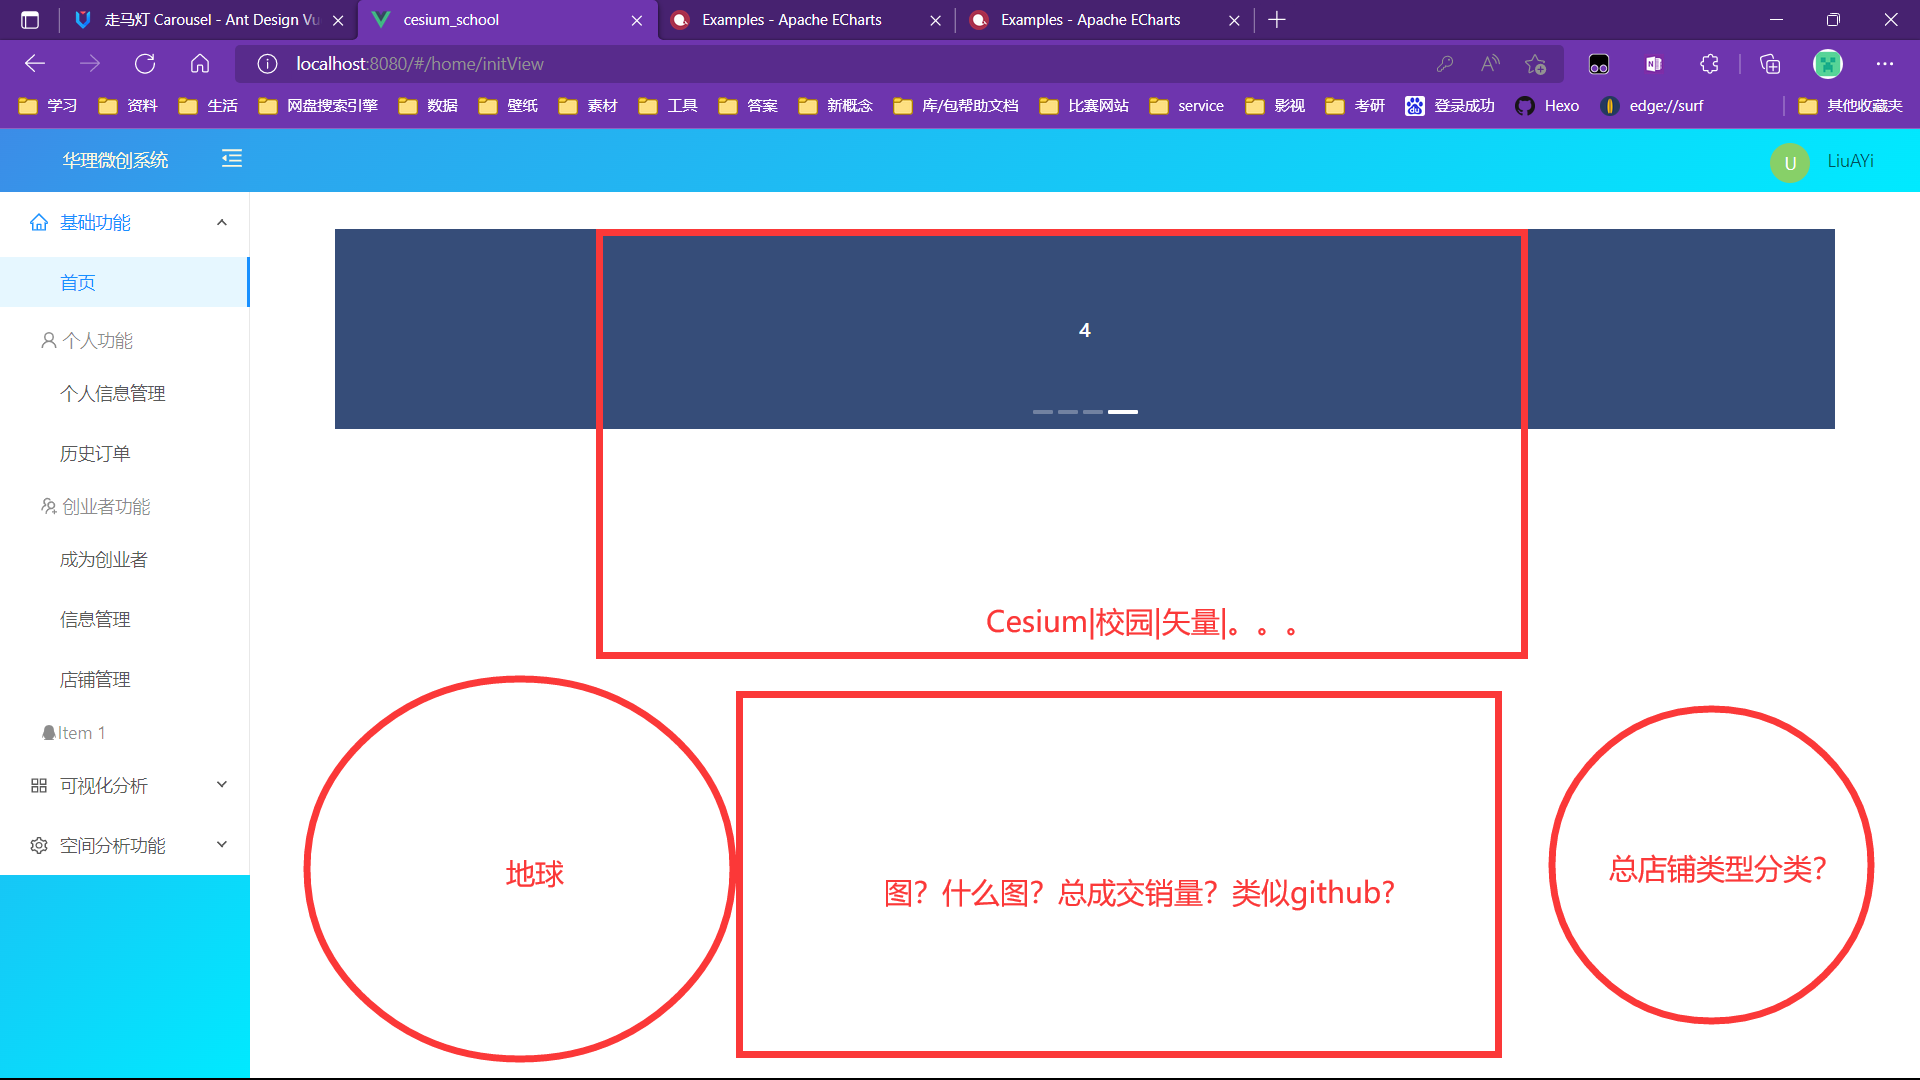 走马灯 Carousel - Ant Design Vu
cesium_school
Examples - Apache ECharts
Examples - Apache ECharts
localhost:8080/#/home/initView
学习 资料 生活 网盘搜索引擎 数据 壁纸 素材 工具 答案 新概念 库/包帮助文档 比赛网站 service 影视 考研 登录成功 Hexo edge://surf 其他收藏夹
华理微创系统
U LiuAYi
基础功能
首页
个人功能
个人信息管理
历史订单
创业者功能
成为创业者
信息管理
店铺管理
Item 1
可视化分析
空间分析功能
4
Cesium|校园|矢量|。。。
地球
图？什么图？总成交销量？类似github？
总店铺类型分类？